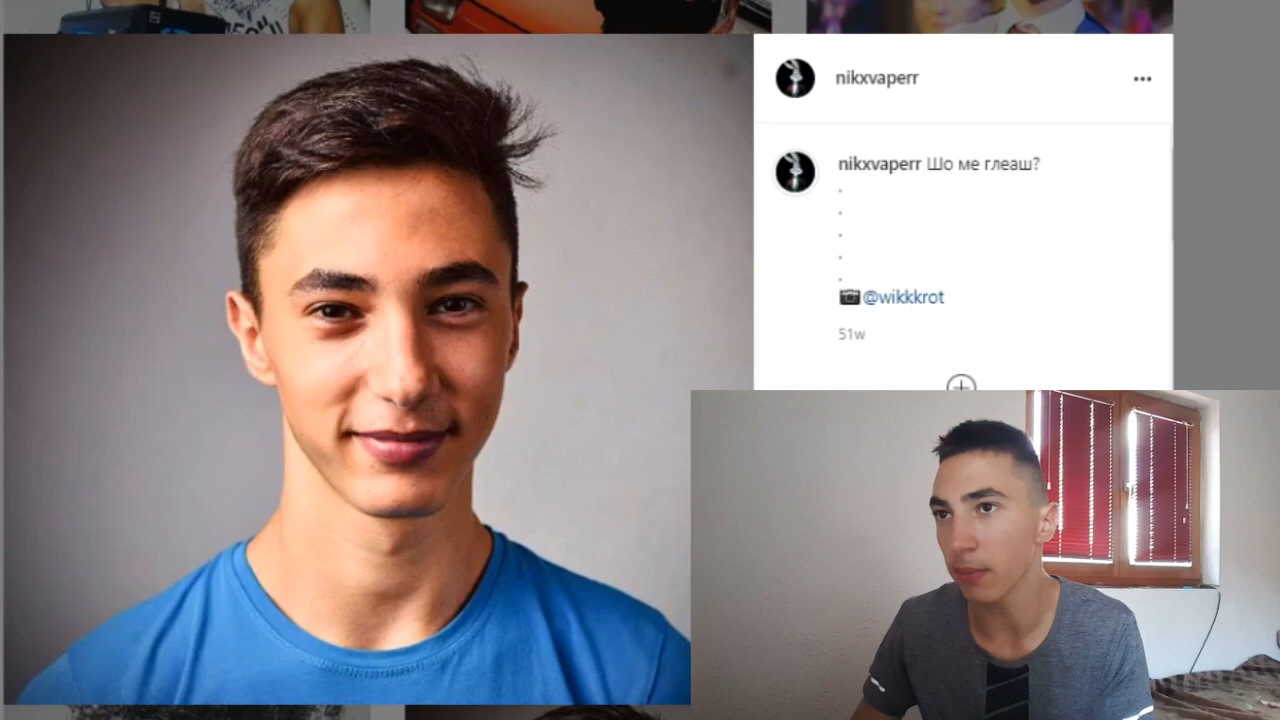 nikxvaperr
nikxvaperr Шо ме глеаш?
.
.
.
.
.
📷@wikkkrot
51w